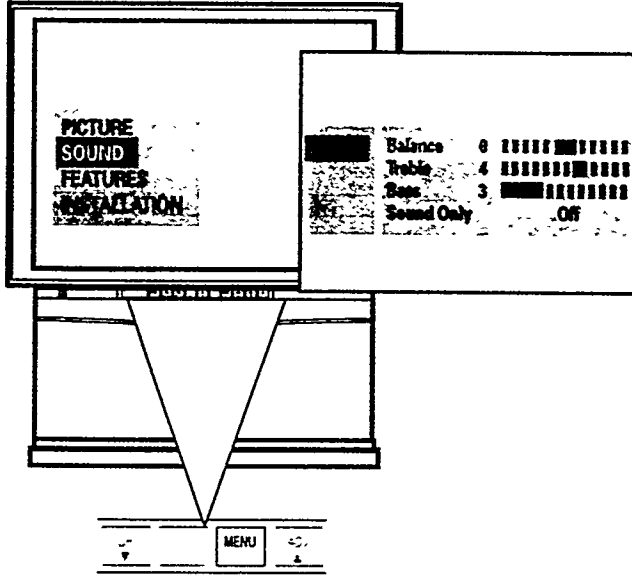 PICTURE
SOUND
FEATURES
INSTALLATION
Balance 0
Treble 4
Bass 3
Sound Only Off
MENU